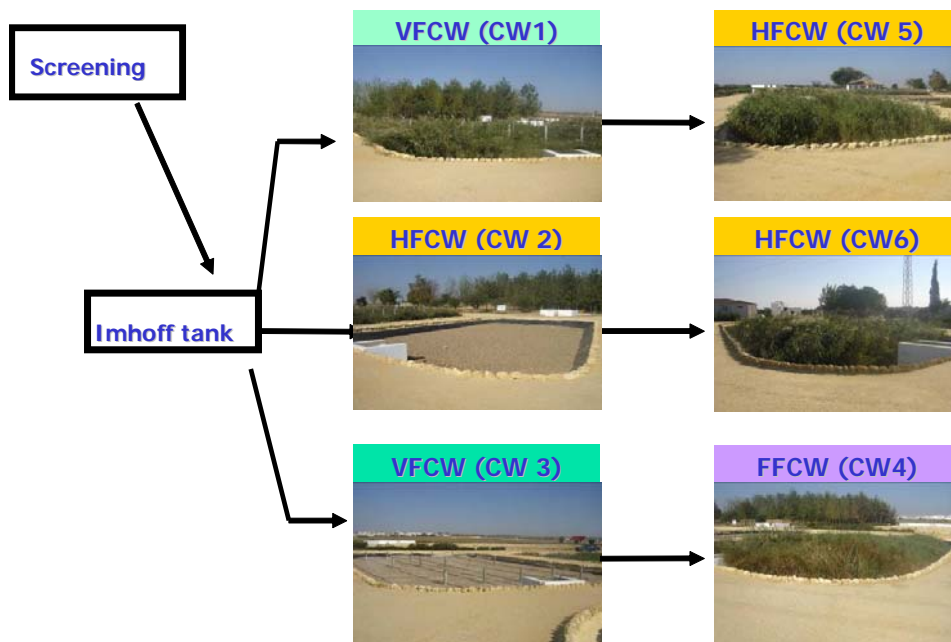 Screening
VFCW (CW1)
HFCW (CW 5)
HFCW (CW 2)
HFCW (CW6)
Imhoff tank
VFCW (CW 3)
FFCW (CW4)